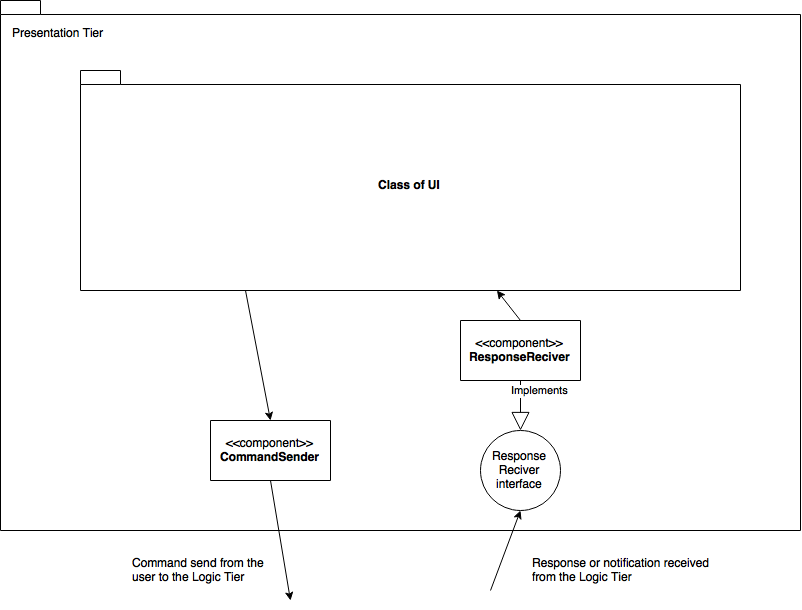 Presentation Tier
Class of UI
<<component>>
ResponseReciver
Implements
<<component>>
CommandSender
Response
Reciver
interface
Command send from the
user to the Logic Tier
Response or notification received
from the Logic Tier